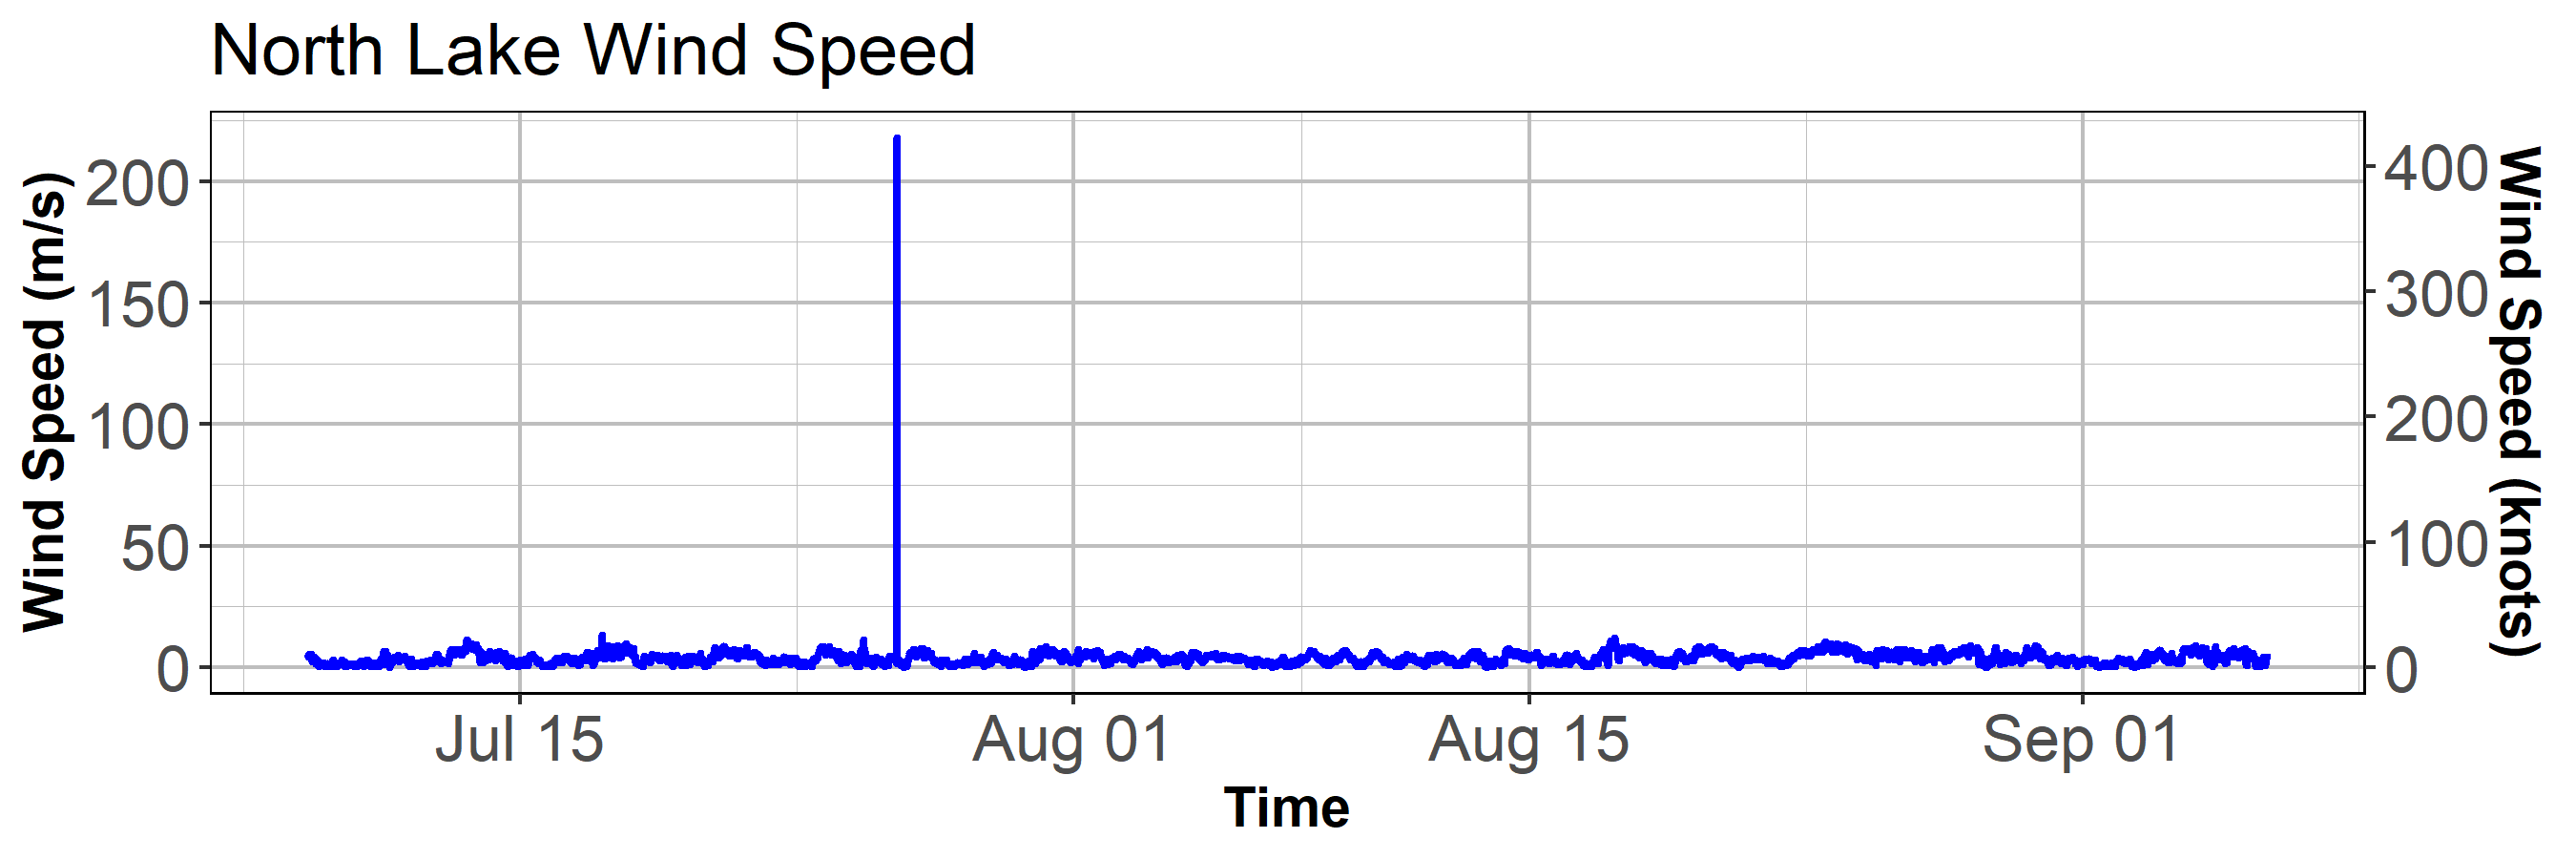 North Lake Wind Speed
Wind Speed (m/s)
200
150
100
50
0
400
300
200
100
0
Wind Speed (knots)
Jul 15
Aug 01
Aug 15
Sep 01
Time